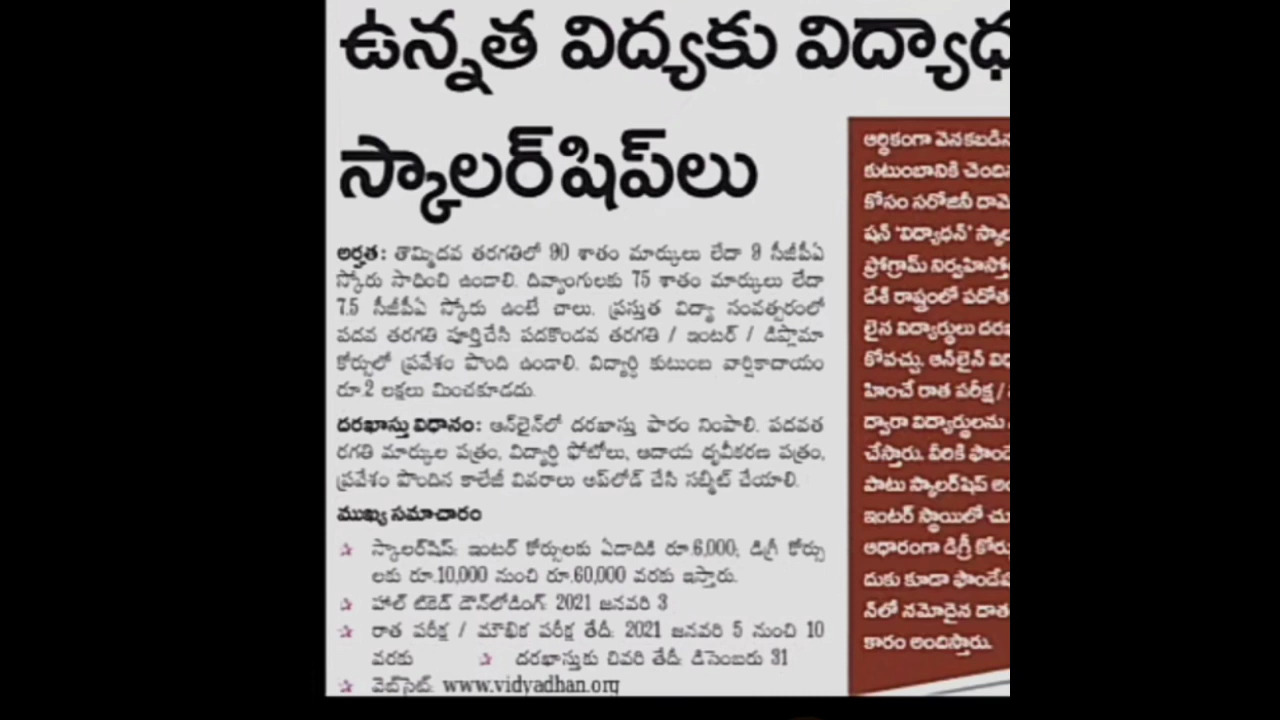 ఉన్నత విద్యకు విద్యాధ
స్కాలర్‌షిప్‌లు
అర్హత: తొమ్మిదవ తరగతిలో 90 శాతం మార్కులు లేదా 9 సీజీపీఏ
స్కోరు సాధించి ఉండాలి. దివ్యాంగులకు 75 శాతం మార్కులు లేదా
7.5 సీజీపీఏ స్కోరు ఉంటే చాలు. ప్రస్తుత విద్యా సంవత్సరంలో
పదవ తరగతి పూర్తిచేసి పదకొండవ తరగతి / ఇంటర్ / డిప్లొమా
కోర్సులో ప్రవేశం పొంది ఉండాలి. విద్యార్థి కుటుంబ వార్షికాదాయం
రూ.2 లక్షలు మించకూడదు.
దరఖాస్తు విధానం: ఆన్‌లైన్‌లో దరఖాస్తు ఫారం నింపాలి. పదవత
రగతి మార్కుల పత్రం, విద్యార్థి ఫోటోలు, ఆదాయ ధృవీకరణ పత్రం,
ప్రవేశం పొందిన కాలేజీ వివరాలు అప్‌లోడ్ చేసి సబ్మిట్ చేయాలి.
ముఖ్య సమాచారం
స్కాలర్‌షిప్: ఇంటర్ కోర్సులకు ఏడాదికి రూ.6,000; డిగ్రీ కోర్సు
లకు రూ.10,000 నుంచి రూ.60,000 వరకు ఇస్తారు.
హాల్ టికెట్ డౌన్‌లోడింగ్: 2021 జనవరి 3
రాత పరీక్ష / మౌఖిక పరీక్ష తేదీ: 2021 జనవరి 5 నుంచి 10
వరకు దరఖాస్తుకు చివరి తేదీ: డిసెంబరు 31
వెబ్‌సైట్: www.vidyadhan.org
ఆర్థికంగా వెనకబడిన
కుటుంబానికి చెందిన
కోసం సరోజినీ దామొ
షన్ 'విద్యాధన్' స్కాల
ప్రోగ్రామ్ నిర్వహిస్తో
దేశ్ రాష్ట్రంలో పదోత
లైన విద్యార్థులు దరఖ
కోవచ్చు. ఆన్‌లైన్ విధ
హించే రాత పరీక్ష /
ద్వారా విద్యార్థులను
చేస్తారు. వీరికి ఫౌండే
పాటు స్కాలర్‌షిప్ అం
ఇంటర్ స్థాయిలో చూ
ఆధారంగా డిగ్రీ కోరు
దుకు కూడా ఫౌండేష
న్‌లో నమోదైన దాత
కారం అందిస్తారు.